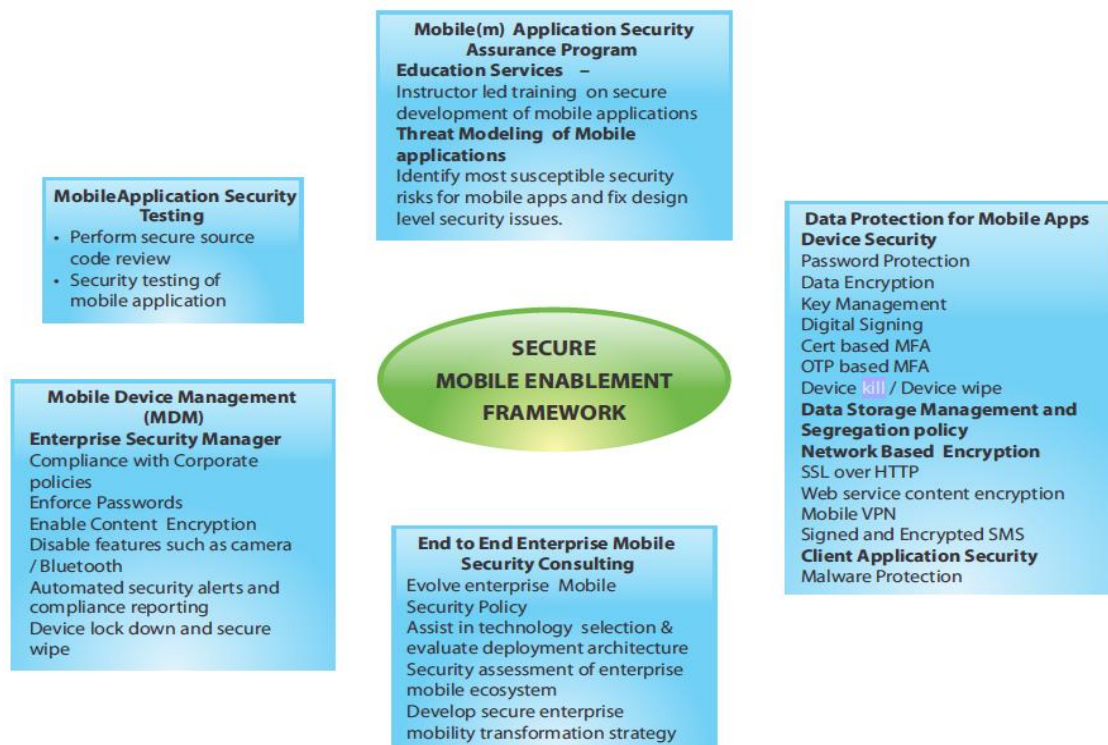 Mobile(m) Application Security
Assurance Program
Education Services –
Instructor led training on secure
development of mobile applications
Threat Modeling of Mobile
applications
Identify most susceptible security
risks for mobile apps and fix design
level security issues.
MobileApplication Security
Testing
• Perform secure source
code review
• Security testing of
mobile application
Data Protection for Mobile Apps
Device Security
Password Protection
Data Encryption
Key Management
Digital Signing
Cert based MFA
OTP based MFA
Device kill / Device wipe
Data Storage Management and
Segregation policy
Network Based Encryption
SSL over HTTP
Web service content encryption
Mobile VPN
Signed and Encrypted SMS
Client Application Security
Malware Protection
SECURE
MOBILE ENABLEMENT
FRAMEWORK
Mobile Device Management
(MDM)
Enterprise Security Manager
Compliance with Corporate
policies
Enforce Passwords
Enable Content Encryption
Disable features such as camera
/ Bluetooth
Automated security alerts and
compliance reporting
Device lock down and secure
wipe
End to End Enterprise Mobile
Security Consulting
Evolve enterprise Mobile
Security Policy
Assist in technology selection &
evaluate deployment architecture
Security assessment of enterprise
mobile ecosystem
Develop secure enterprise
mobility transformation strategy